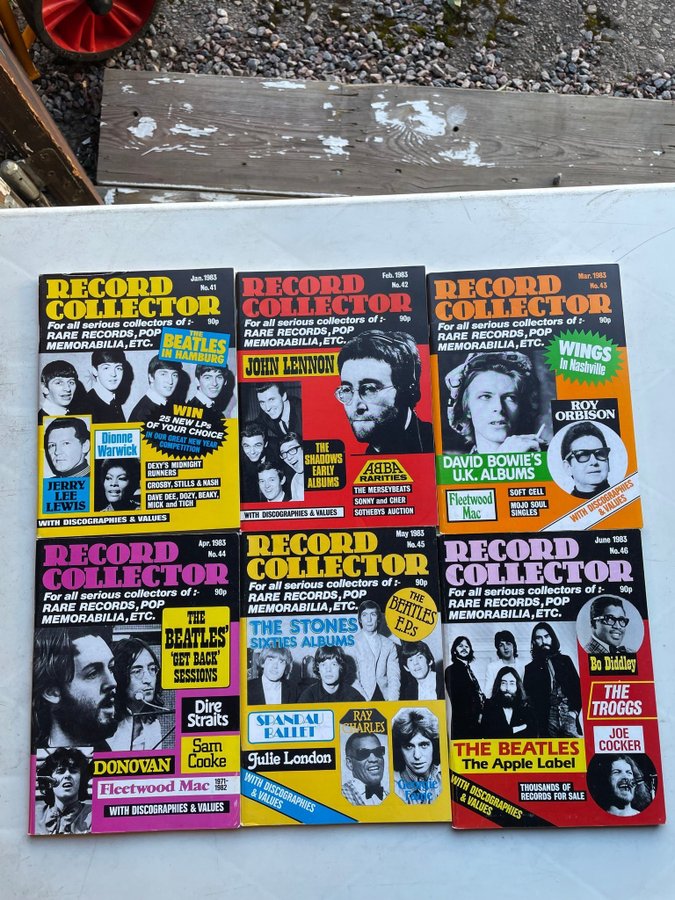 Jan. 1983
RECORD
No.41
COLLECTOR
For all serious collectors of:-
90p
RARE RECORDS, POP
MEMORABILIA, ETC.
THE
BEATLES
IN HAMBURG
WIN
25 NEW LPs
OF YOUR CHOICE
IN OUR GREAT NEW YEAR
COMPETITION
Dionne
Warwick
JERRY
LEE
LEWIS
DEXY'S MIDNIGHT
RUNNERS
CROSBY, STILLS & NASH
DAVE DEE, DOZY, BEAKY,
MICK and TICH
WITH DISCOGRAPHIES & VALUES
Feb. 1983
RECORD
No.42
COLLECTOR
For all serious collectors of:-
90p
RARE RECORDS, POP
MEMORABILIA, ETC.
JOHN LENNON
THE
SHADOWS
EARLY
ALBUMS
ABBA
RARITIES
THE MERSEYBEATS
SONNY and CHER
SOTHEBYS AUCTION
WITH DISCOGRAPHIES & VALUES
Mar. 1983
RECORD
No.43
COLLECTOR
For all serious collectors of:-
90p
RARE RECORDS, POP
MEMORABILIA, ETC.
WINGS
in Nashville
ROY
ORBISON
DAVID BOWIE'S
U.K. ALBUMS
Fleetwood
Mac
SOFT CELL
MOJO SOUL
SINGLES
WITH DISCOGRAPHIES
& VALUES
Apr. 1983
RECORD
No.44
COLLECTOR
For all serious collectors of:-
90p
RARE RECORDS, POP
MEMORABILIA, ETC.
THE
BEATLES'
'GET BACK'
SESSIONS
Dire
Straits
Sam
Cooke
DONOVAN
Fleetwood Mac 1971-
1982
WITH DISCOGRAPHIES & VALUES
May 1983
RECORD
No.45
COLLECTOR
For all serious collectors of:-
90p
RARE RECORDS, POP
MEMORABILIA, ETC.
THE
BEATLES
E.P.s
THE STONES
SIXTIES ALBUMS
SPANDAU
BALLET
RAY
CHARLES
Julie London
WITH DISCOGRAPHIES
& VALUES
June 1983
RECORD
No.46
COLLECTOR
For all serious collectors of:-
90p
RARE RECORDS, POP
MEMORABILIA, ETC.
Bo Diddley
THE
TROGGS
JOE
COCKER
THE BEATLES
The Apple Label
THOUSANDS OF
RECORDS FOR SALE
WITH DISCOGRAPHIES
& VALUES